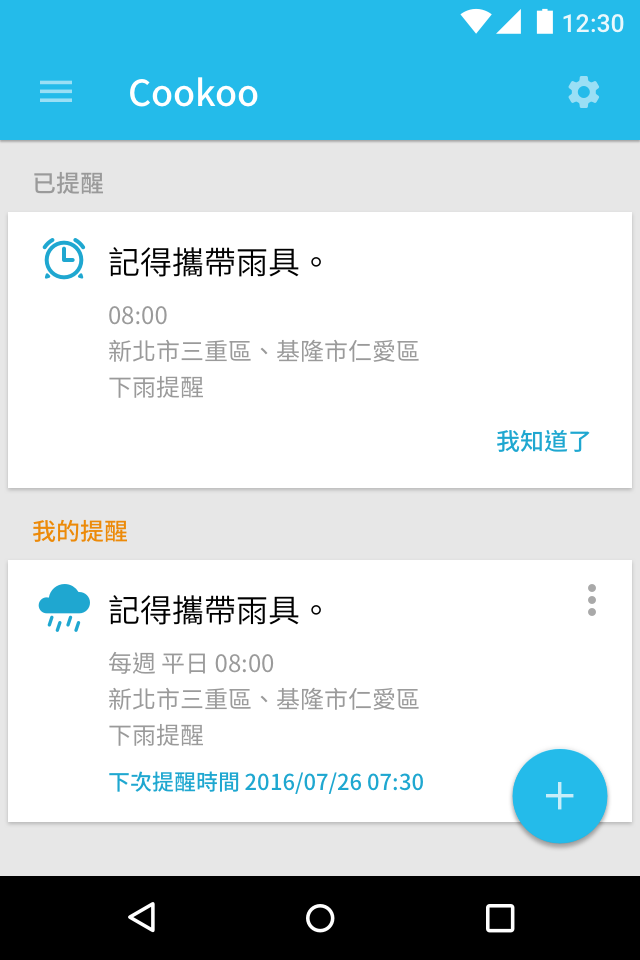 12:30
Cookoo
已提醒
記得攜帶雨具。
08:00
新北市三重區、基隆市仁愛區
下雨提醒
我知道了
我的提醒
記得攜帶雨具。
每週 平日 08:00
新北市三重區、基隆市仁愛區
下雨提醒
下次提醒時間 2016/07/26 07:30